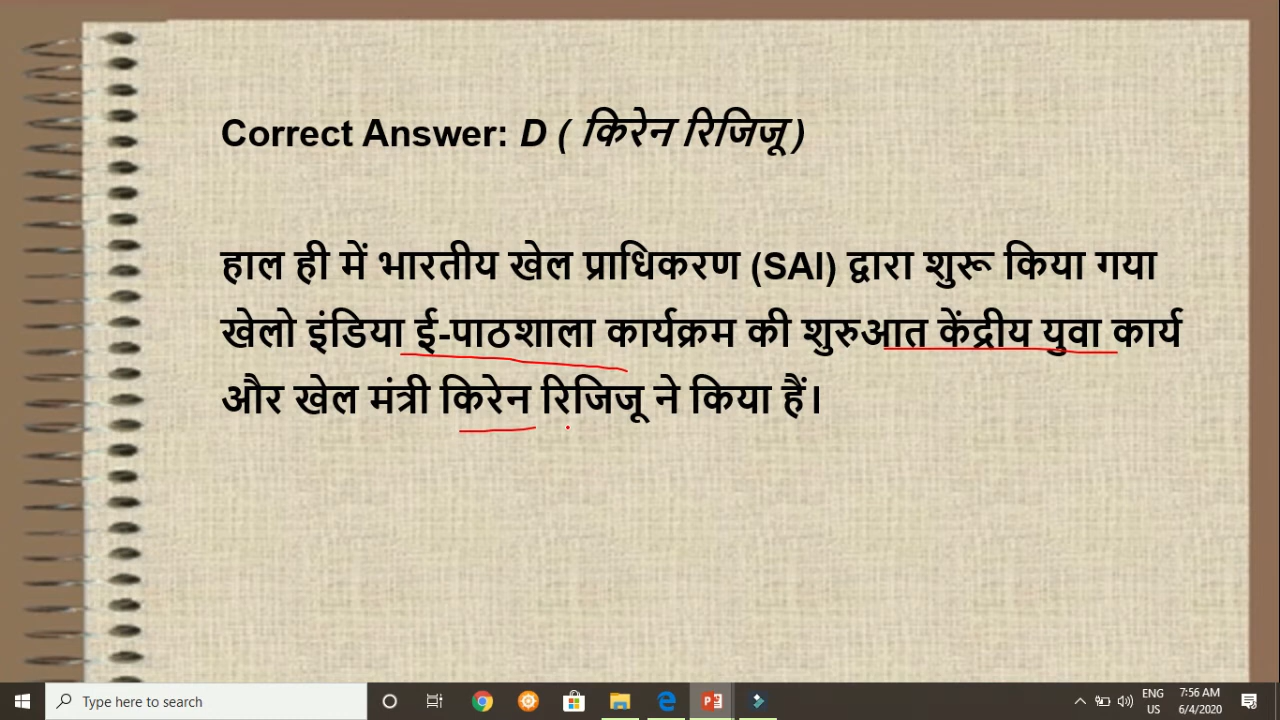 Correct Answer: D ( किरेन रिजिजू )
हाल ही में भारतीय खेल प्राधिकरण (SAI) द्वारा शुरू किया गया
खेलो इंडिया ई-पाठशाला कार्यक्रम की शुरुआत केंद्रीय युवा कार्य
और खेल मंत्री किरेन रिजिजू ने किया हैं।
Type here to search
ENG
US
7:56 AM
6/4/2020